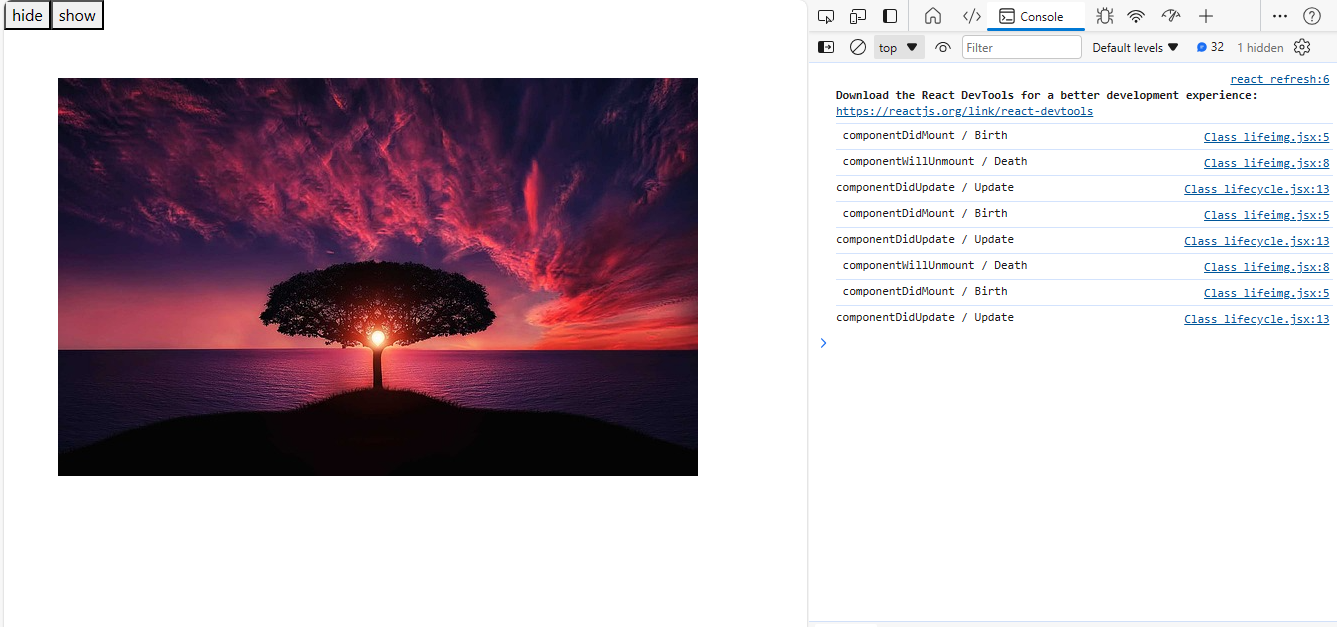 hide show
Console
top Filter Default levels 32 1 hidden
react refresh:6
Download the React DevTools for a better development experience:
https://reactjs.org/link/react-devtools
componentDidMount / Birth Class lifeimg.jsx:5
componentWillUnmount / Death Class lifeimg.jsx:8
componentDidUpdate / Update Class lifecycle.jsx:13
componentDidMount / Birth Class lifeimg.jsx:5
componentDidUpdate / Update Class lifecycle.jsx:13
componentWillUnmount / Death Class lifeimg.jsx:8
componentDidMount / Birth Class lifeimg.jsx:5
componentDidUpdate / Update Class lifecycle.jsx:13